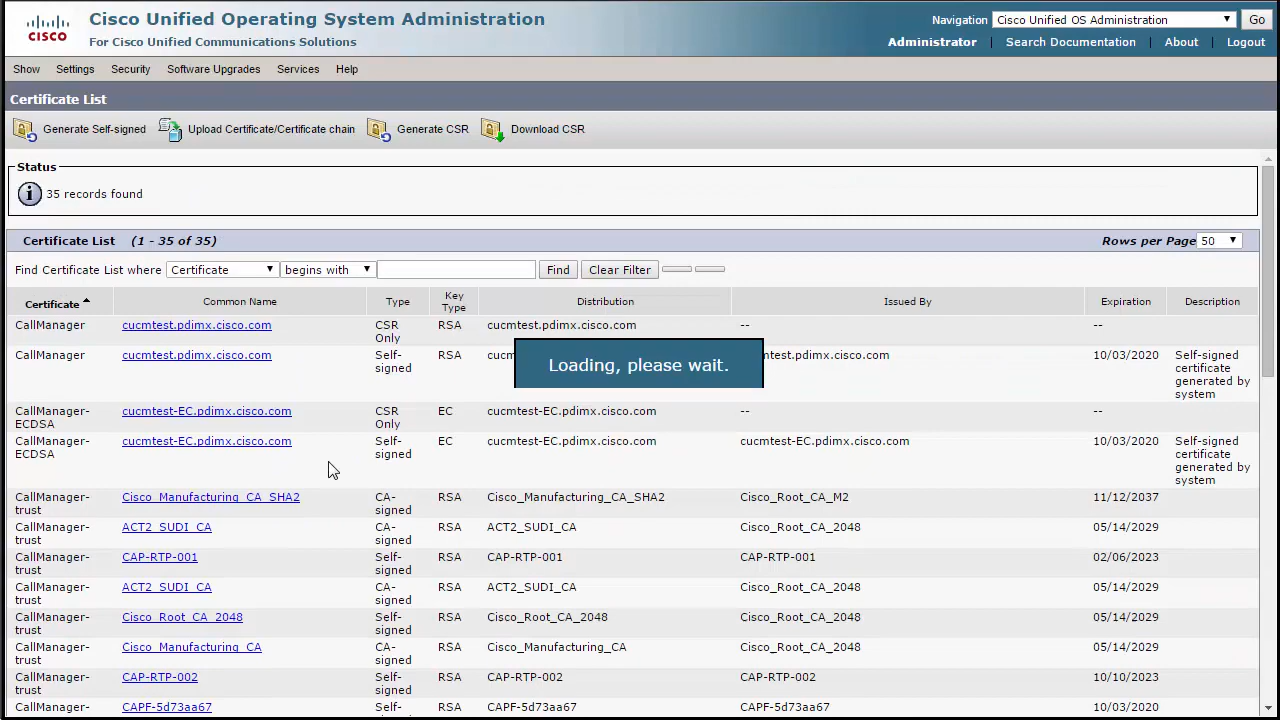 Cisco Unified Operating System Administration
For Cisco Unified Communications Solutions
CISCO
Navigation Cisco Unified OS Administration Go
Administrator | Search Documentation | About | Logout
Show Settings Security Software Upgrades Services Help
Certificate List
Generate Self-signed Upload Certificate/Certificate chain Generate CSR Download CSR
Status
35 records found
Certificate List (1 - 35 of 35) Rows per Page 50
Find Certificate List where Certificate begins with Find Clear Filter
Certificate Common Name Type Key Type Distribution Issued By Expiration Description
CallManager cucmtest.pdimx.cisco.com CSR Only RSA cucmtest.pdimx.cisco.com -- --
CallManager cucmtest.pdimx.cisco.com Self-signed RSA cucm test.pdimx.cisco.com 10/03/2020 Self-signed certificate generated by system
Loading, please wait.
CallManager-ECDSA cucmtest-EC.pdimx.cisco.com CSR Only EC cucmtest-EC.pdimx.cisco.com -- --
CallManager-ECDSA cucmtest-EC.pdimx.cisco.com Self-signed EC cucmtest-EC.pdimx.cisco.com cucmtest-EC.pdimx.cisco.com 10/03/2020 Self-signed certificate generated by system
CallManager-trust Cisco_Manufacturing_CA_SHA2 CA-signed RSA Cisco_Manufacturing_CA_SHA2 Cisco_Root_CA_M2 11/12/2037
CallManager-trust ACT2_SUDI_CA CA-signed RSA ACT2_SUDI_CA Cisco_Root_CA_2048 05/14/2029
CallManager-trust CAP-RTP-001 Self-signed RSA CAP-RTP-001 CAP-RTP-001 02/06/2023
CallManager-trust ACT2_SUDI_CA CA-signed RSA ACT2_SUDI_CA Cisco_Root_CA_2048 05/14/2029
CallManager-trust Cisco_Root_CA_2048 Self-signed RSA Cisco_Root_CA_2048 Cisco_Root_CA_2048 05/14/2029
CallManager-trust Cisco_Manufacturing_CA CA-signed RSA Cisco_Manufacturing_CA Cisco_Root_CA_2048 05/14/2029
CallManager-trust CAP-RTP-002 Self-signed RSA CAP-RTP-002 CAP-RTP-002 10/10/2023
CallManager- CAPF-5d73aa67 Self- RSA CAPF-5d73aa67 CAPF-5d73aa67 10/03/2020